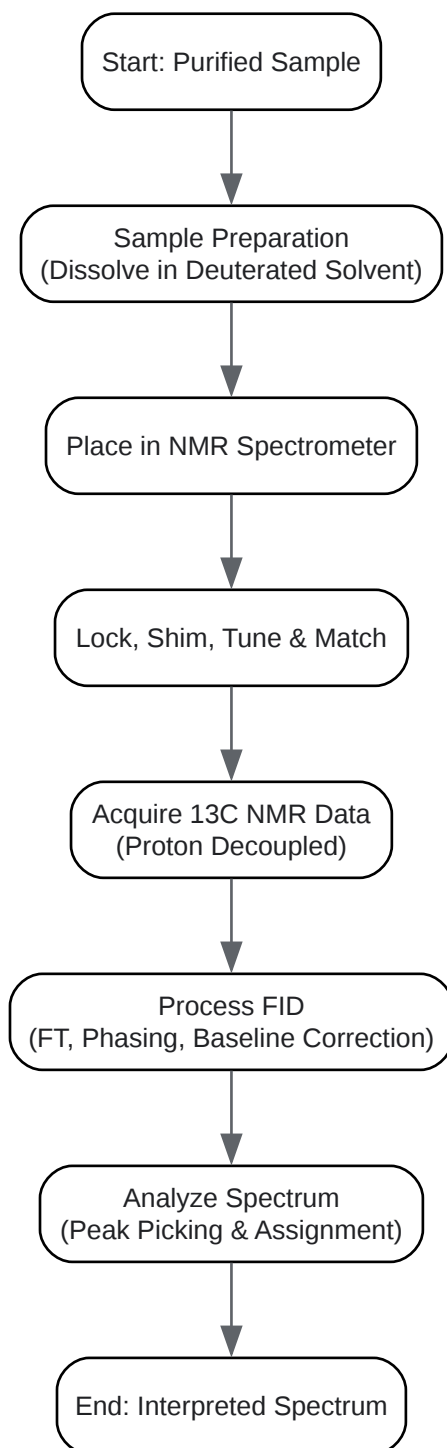 Start: Purified Sample
Sample Preparation
(Dissolve in Deuterated Solvent)
Place in NMR Spectrometer
Lock, Shim, Tune & Match
Acquire 13C NMR Data
(Proton Decoupled)
Process FID
(FT, Phasing, Baseline Correction)
Analyze Spectrum
(Peak Picking & Assignment)
End: Interpreted Spectrum